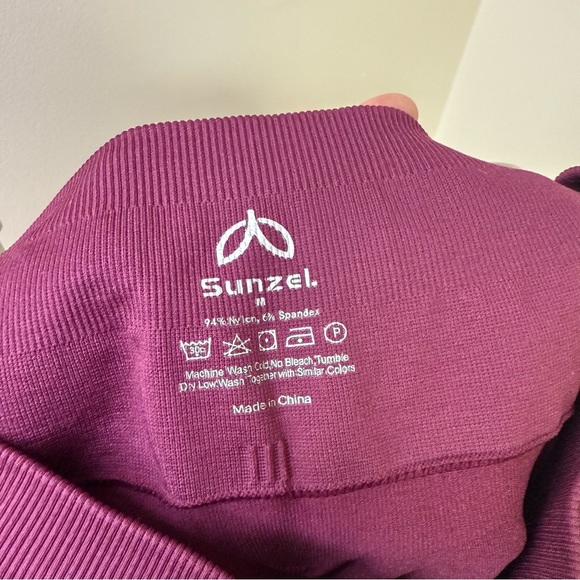 Sunzel.
M
94% Nylon, 6% Spandex
30c P
Machine Wash Cold,No Bleach,Tumble
Dry Low,Wash Together with Similar Colors
Made in China